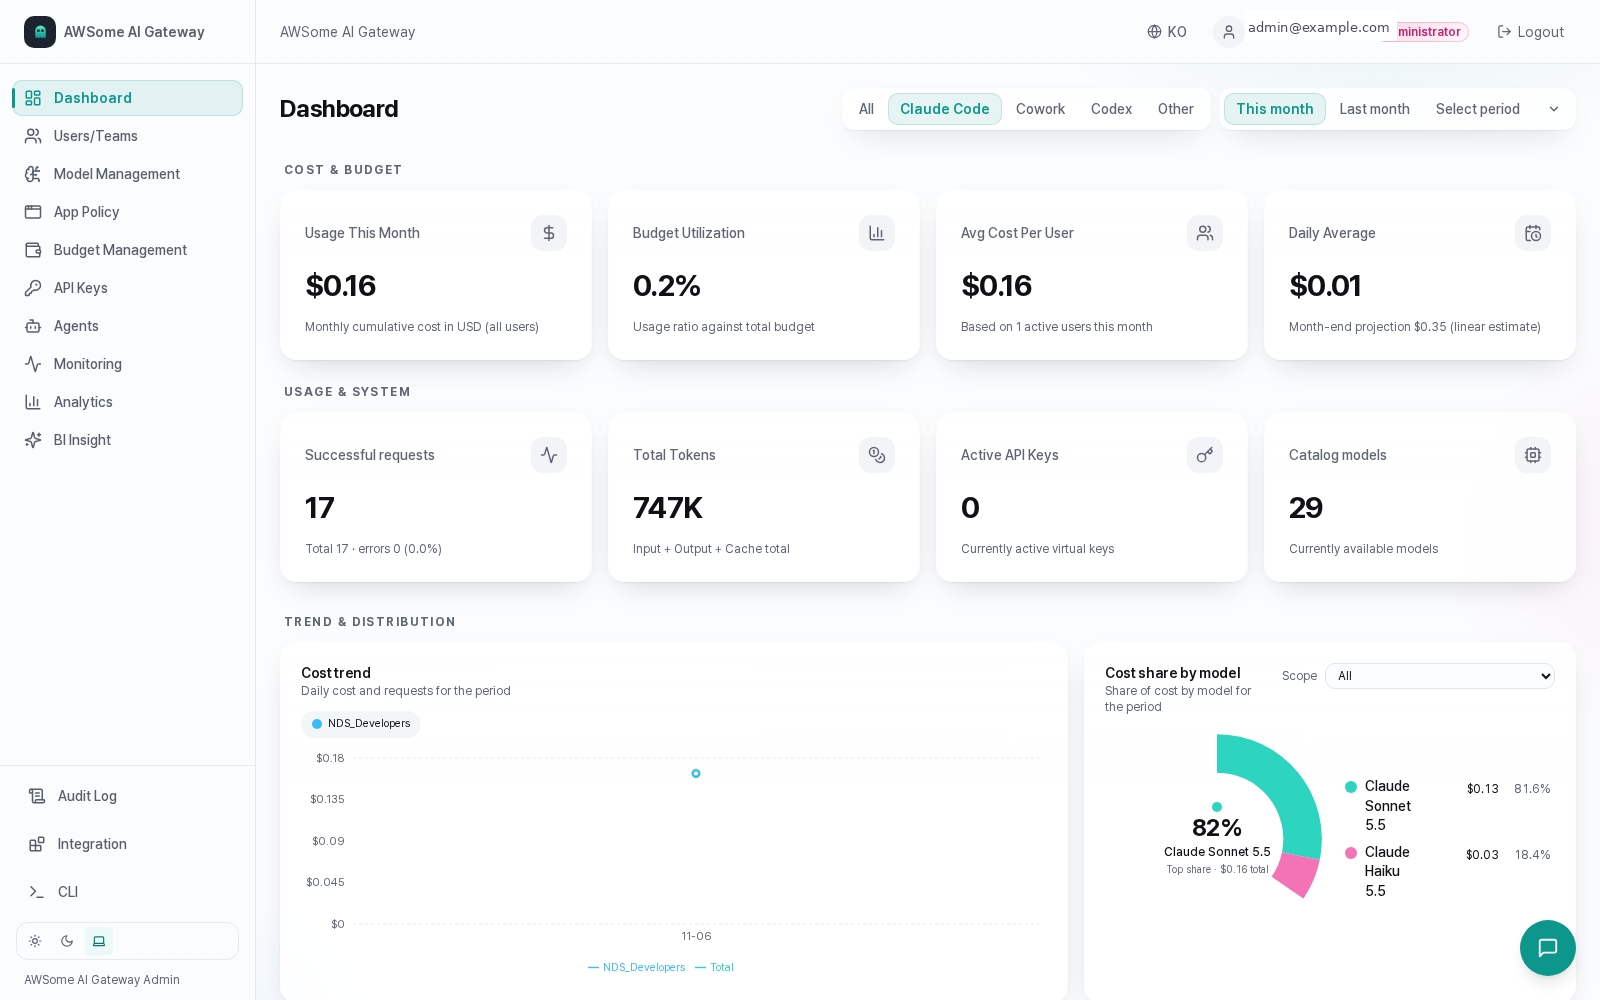 AWSome AI Gateway
AWSome AI Gateway
KO
admin@example.com
ministrator
Logout
Dashboard
Users/Teams
Model Management
App Policy
Budget Management
API Keys
Agents
Monitoring
Analytics
BI Insight
Audit Log
Integration
CLI
AWSome AI Gateway Admin
Dashboard
All
Claude Code
Cowork
Codex
Other
This month
Last month
Select period
COST & BUDGET
Usage This Month
$0.16
Monthly cumulative cost in USD (all users)
Budget Utilization
0.2%
Usage ratio against total budget
Avg Cost Per User
$0.16
Based on 1 active users this month
Daily Average
$0.01
Month-end projection $0.35 (linear estimate)
USAGE & SYSTEM
Successful requests
17
Total 17 · errors 0 (0.0%)
Total Tokens
747K
Input + Output + Cache total
Active API Keys
0
Currently active virtual keys
Catalog models
29
Currently available models
TREND & DISTRIBUTION
Cost trend
Daily cost and requests for the period
NDS_Developers
$0.18
$0.135
$0.09
$0.045
$0
11-06
NDS_Developers
Total
Cost share by model
Share of cost by model for
the period
Scope
All
82%
Claude Sonnet 5.5
Top share · $0.16 total
Claude
Sonnet
5.5
$0.13
81.6%
Claude
Haiku
5.5
$0.03
18.4%